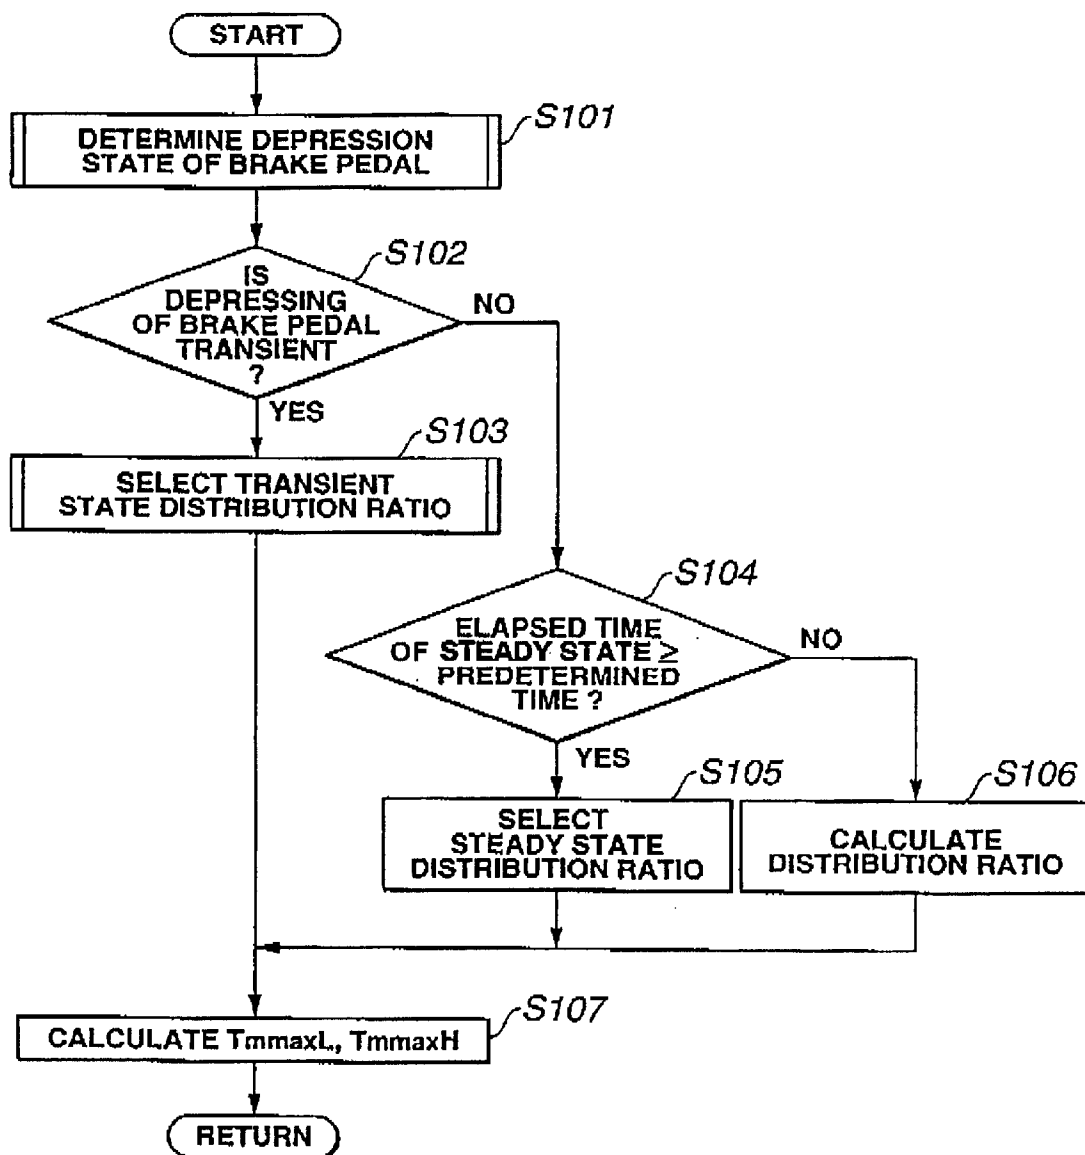 START
S101
DETERMINE DEPRESSION
STATE OF BRAKE PEDAL
S102
IS
DEPRESSING
OF BRAKE PEDAL
TRANSIENT
?
NO
YES
S103
SELECT TRANSIENT
STATE DISTRIBUTION RATIO
S104
ELAPSED TIME
OF STEADY STATE ≥
PREDETERMINED
TIME ?
NO
YES
S105
SELECT
STEADY STATE
DISTRIBUTION RATIO
S106
CALCULATE
DISTRIBUTION RATIO
S107
CALCULATE TmmaxL, TmmaxH
RETURN